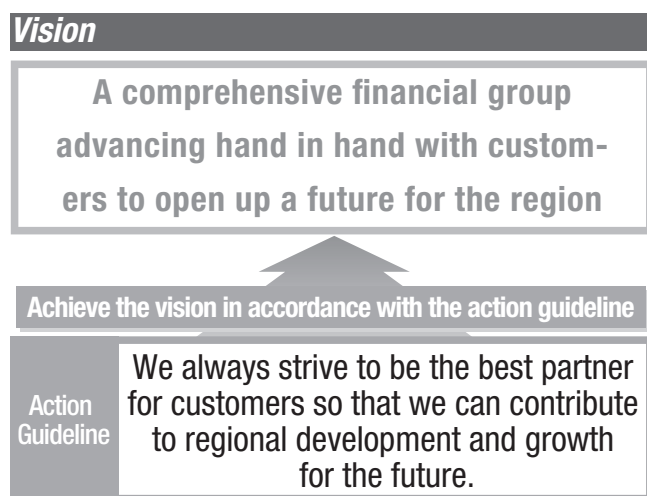 Vision
A comprehensive financial group
advancing hand in hand with custom-
ers to open up a future for the region
Achieve the vision in accordance with the action guideline
Action
Guideline
We always strive to be the best partner
for customers so that we can contribute
to regional development and growth
for the future.